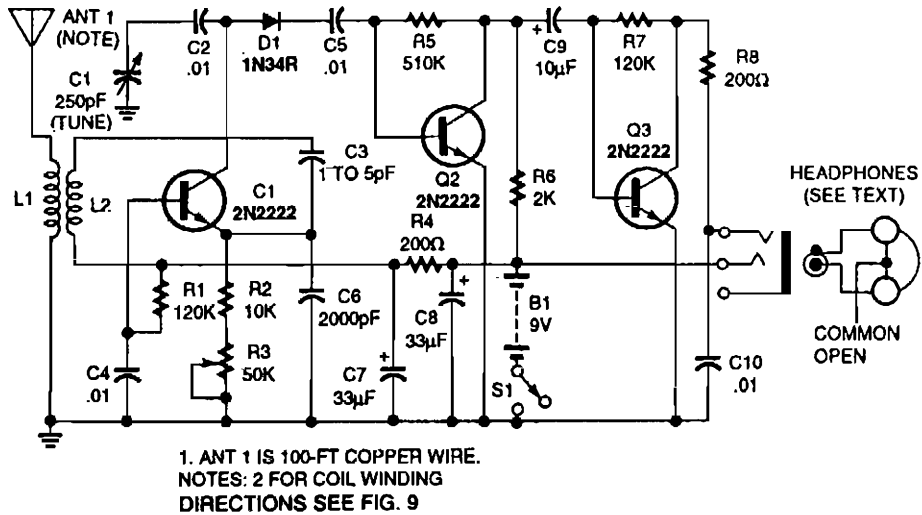 ANT 1
(NOTE)
C1
250pF
(TUNE)
C2
.01
D1
1N34R
C5
.01
R5
510K
C9
10µF
+
R7
120K
R8
200Ω
L1
L2
C1
2N2222
C3
1 TO 5pF
Q2
2N2222
R4
200Ω
R6
2K
Q3
2N2222
HEADPHONES
(SEE TEXT)
R1
120K
R2
10K
R3
50K
C4
.01
C6
2000pF
+
C7
33µF
+
C8
33µF
B1
9V
S1
C10
.01
COMMON
OPEN
1. ANT 1 IS 100-FT COPPER WIRE.
NOTES: 2 FOR COIL WINDING
DIRECTIONS SEE FIG. 9